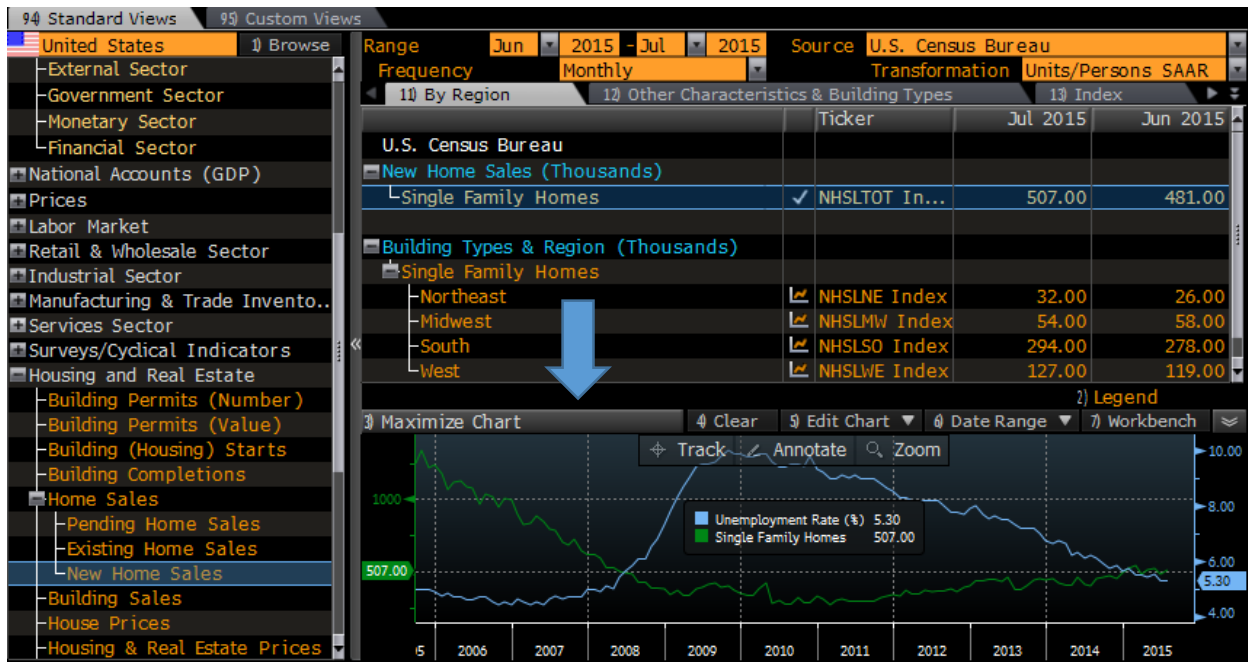 94) Standard Views 95) Custom Views
United States 1) Browse
External Sector
Government Sector
Monetary Sector
Financial Sector
National Accounts (GDP)
Prices
Labor Market
Retail & Wholesale Sector
Industrial Sector
Manufacturing & Trade Invento..
Services Sector
Surveys/Cyclical Indicators
Housing and Real Estate
Building Permits (Number)
Building Permits (Value)
Building (Housing) Starts
Building Completions
Home Sales
Pending Home Sales
Existing Home Sales
New Home Sales
Building Sales
House Prices
Housing & Real Estate Prices
Range Jun 2015 - Jul 2015 Source U.S. Census Bureau
Frequency Monthly Transformation Units/Persons SAAR
11) By Region 12) Other Characteristics & Building Types 13) Index
Ticker Jul 2015 Jun 2015
U.S. Census Bureau
New Home Sales (Thousands)
Single Family Homes NHSLTOT In... 507.00 481.00
Building Types & Region (Thousands)
Single Family Homes
Northeast NHSLNE Index 32.00 26.00
Midwest NHSLMW Index 54.00 58.00
South NHSLSO Index 294.00 278.00
West NHSLWE Index 127.00 119.00
2) Legend
3) Maximize Chart 4) Clear 5) Edit Chart 6) Date Range 7) Workbench
Track Annotate Zoom
10.00
1000
8.00
Unemployment Rate (%) 5.30
Single Family Homes 507.00
6.00
507.00
5.30
4.00
2006 2007 2008 2009 2010 2011 2012 2013 2014 2015